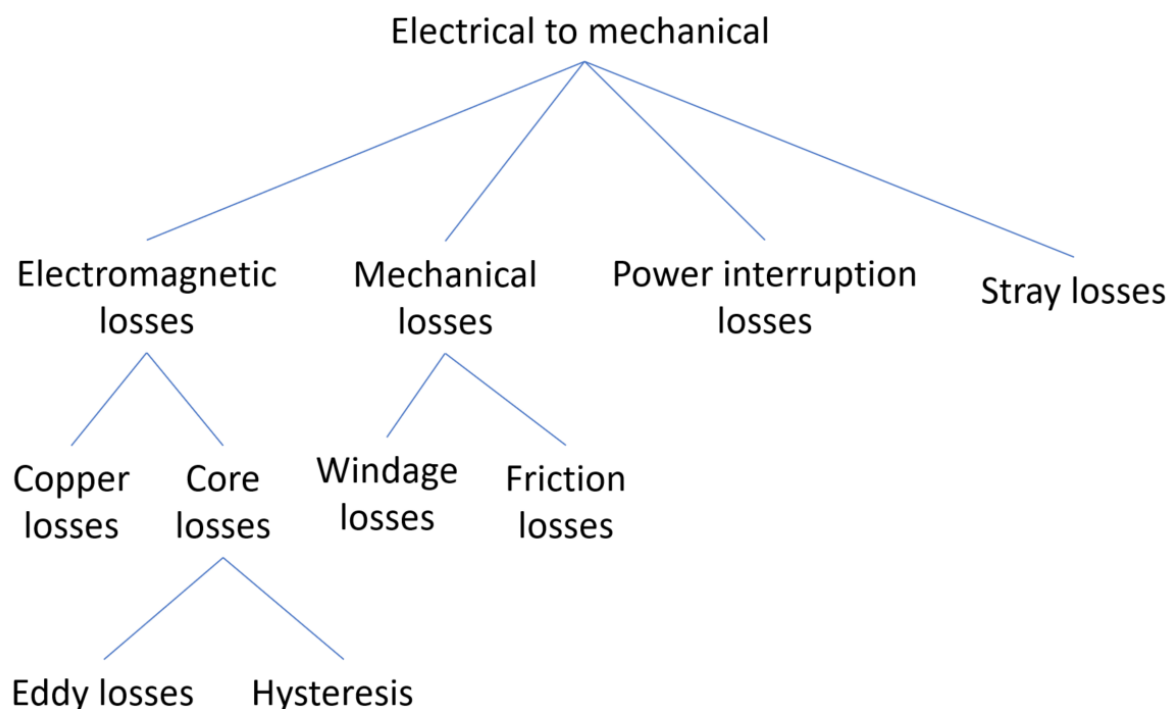 Electrical to mechanical
Electromagnetic
losses
Mechanical
losses
Power interruption
losses
Stray losses
Copper
losses
Core
losses
Windage
losses
Friction
losses
Eddy losses
Hysteresis